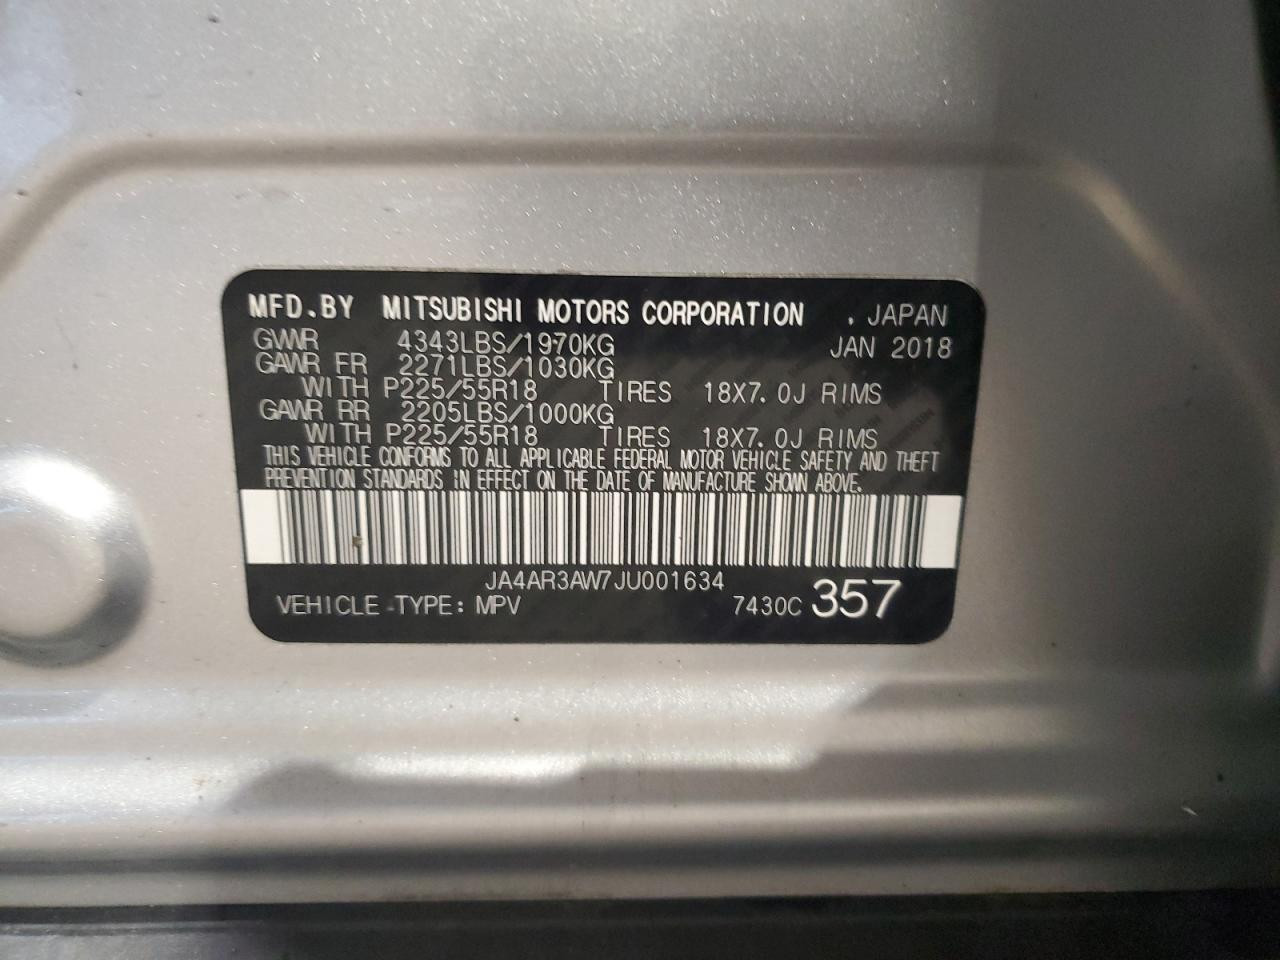 MFD.BY MITSUBISHI MOTORS CORPORATION . JAPAN
GVWR 4343LBS/1970KG JAN 2018
GAWR FR 2271LBS/1030KG
WITH P225/55R18 TIRES 18X7.0J RIMS
GAWR RR 2205LBS/1000KG
WITH P225/55R18 TIRES 18X7.0J RIMS
THIS VEHICLE CONFORMS TO ALL APPLICABLE FEDERAL MOTOR VEHICLE SAFETY AND THEFT
PREVENTION STANDARDS IN EFFECT ON THE DATE OF MANUFACTURE SHOWN ABOVE.
JA4AR3AW7JU001634
VEHICLE-TYPE: MPV 7430C 357